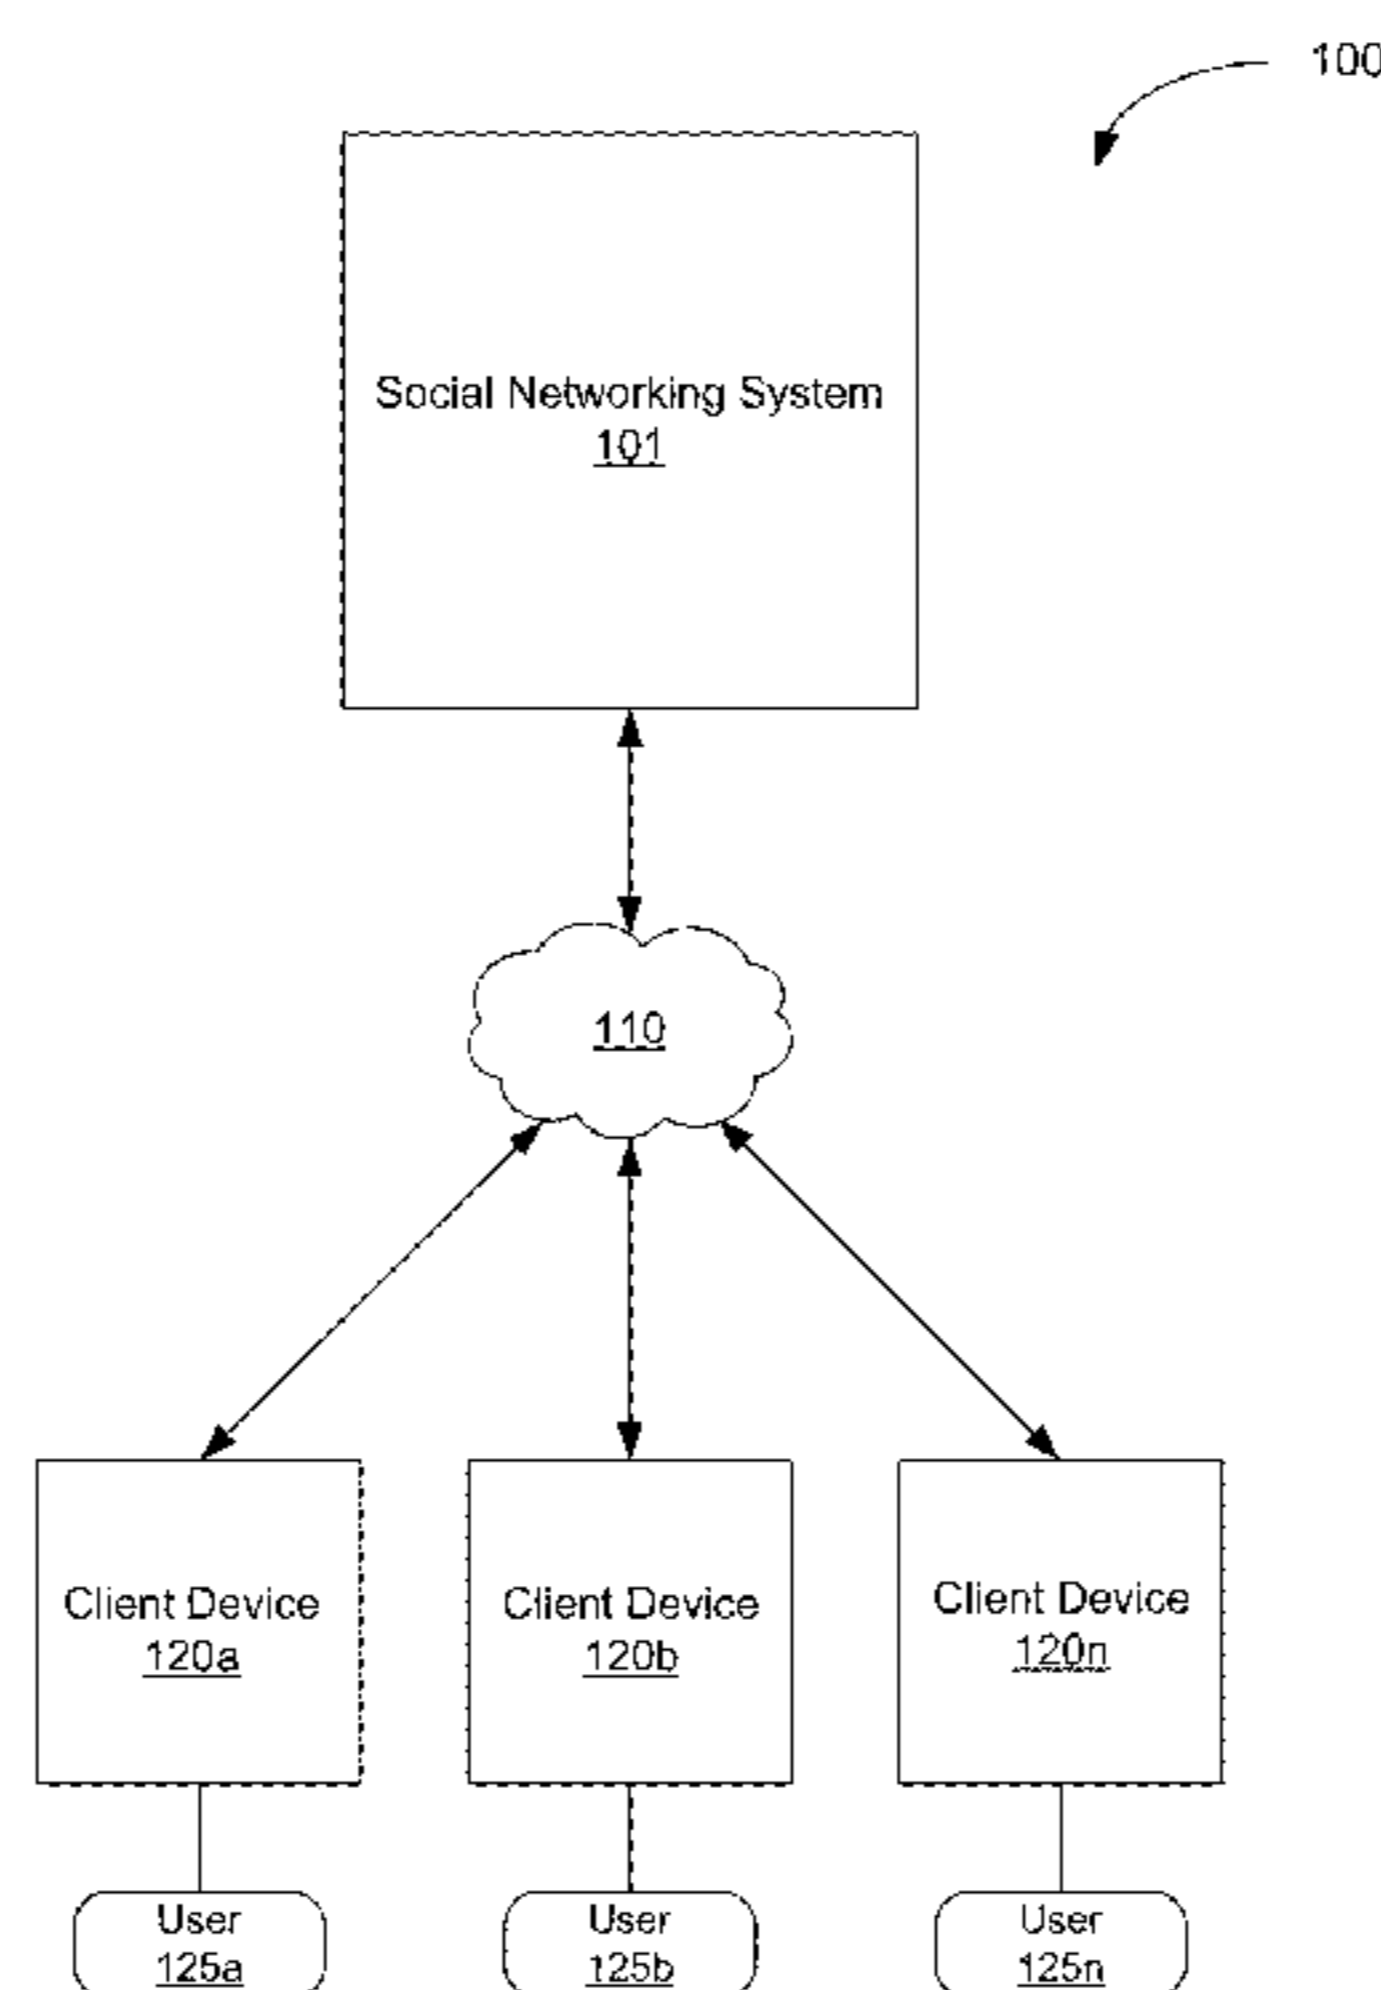 100
Social Networking System
101
110
Client Device
120a
Client Device
120b
Client Device
120n
User
125a
User
125b
User
125n